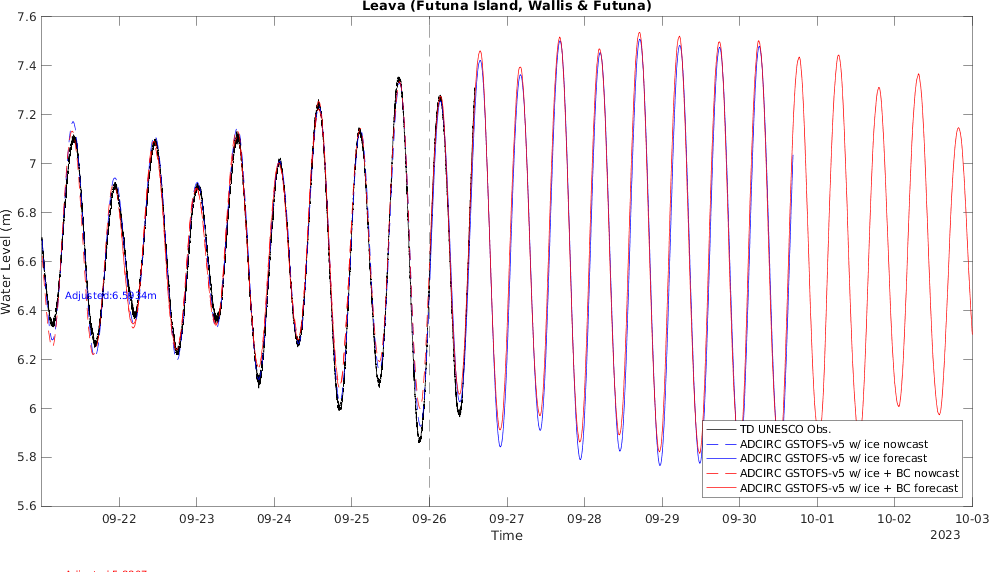 Leava (Futuna Island, Wallis & Futuna)
7.6
7.4
7.2
7
6.8
6.6
6.4
6.2
6
5.8
5.6
Water Level (m)
Adjusted:6.5934m
TD UNESCO Obs.
ADCIRC GSTOFS-v5 w/ ice nowcast
ADCIRC GSTOFS-v5 w/ ice forecast
ADCIRC GSTOFS-v5 w/ ice + BC nowcast
ADCIRC GSTOFS-v5 w/ ice + BC forecast
09-22 09-23 09-24 09-25 09-26 09-27 09-28 09-29 09-30 10-01 10-02 10-03
Time
2023